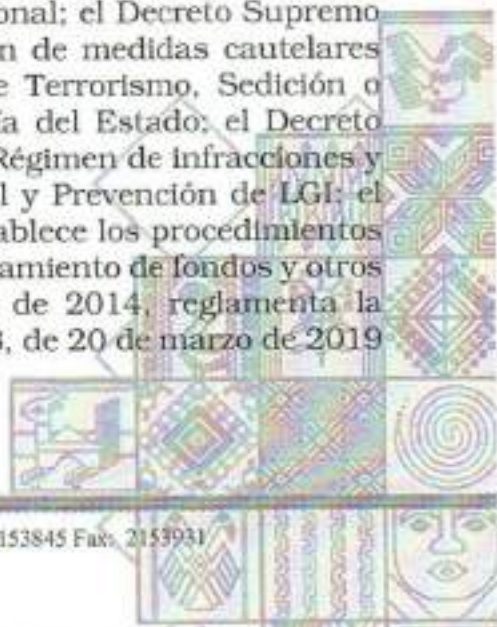 onal; el Decreto Supremo
n de medidas cautelares
e Terrorismo, Sedición o
ía del Estado; el Decreto
Régimen de infracciones y
l y Prevención de LGI; el
ablece los procedimientos
amiento de fondos y otros
de 2014, reglamenta la
3, de 20 de marzo de 2019
153845 Fax: 2153931